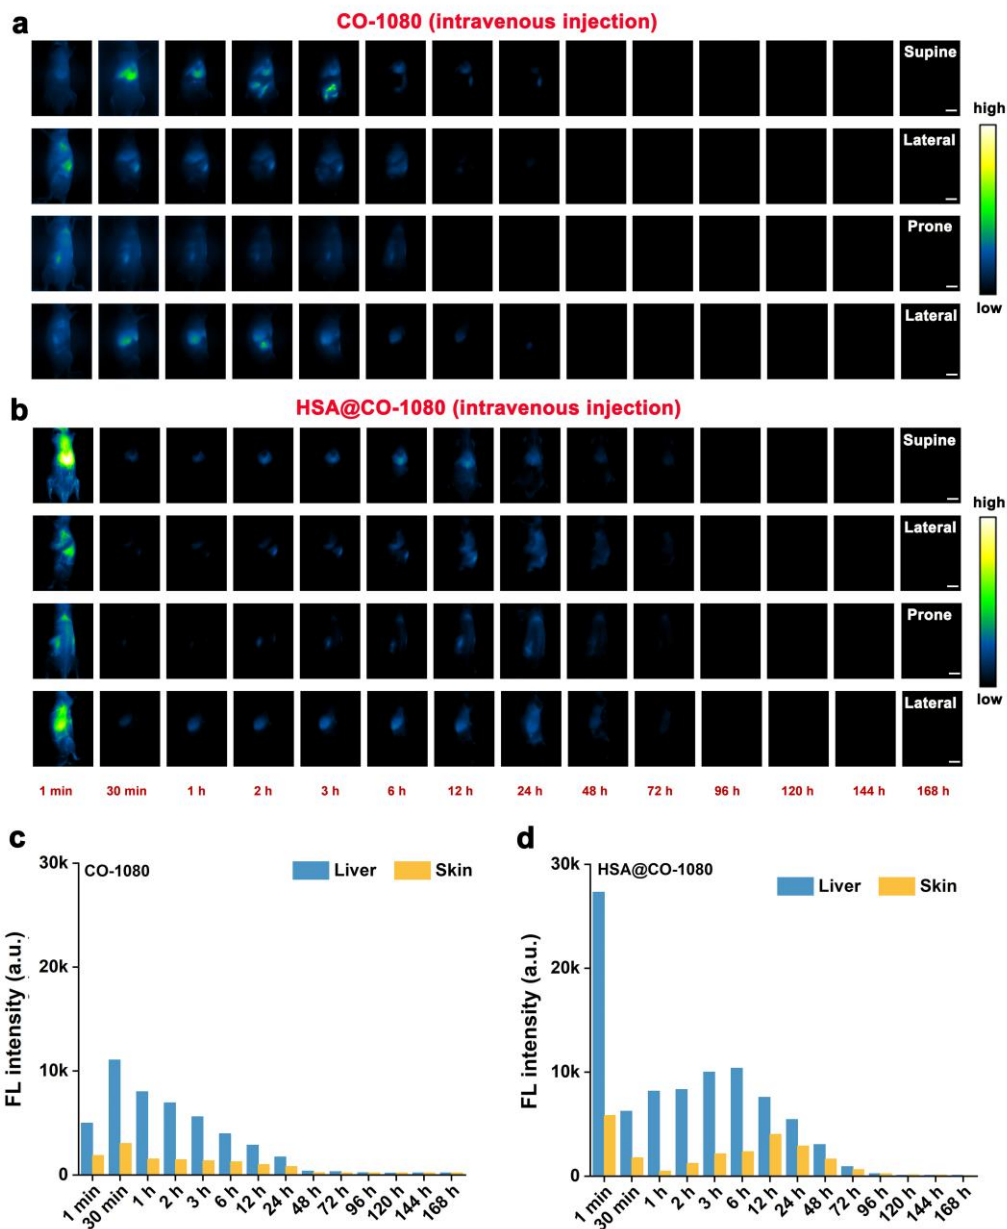 a
CO-1080 (intravenous injection)
Supine
high
Lateral
Prone
low
Lateral
b
HSA@CO-1080 (intravenous injection)
Supine
high
Lateral
Prone
low
Lateral
1 min 30 min 1 h 2 h 3 h 6 h 12 h 24 h 48 h 72 h 96 h 120 h 144 h 168 h
c
30k
CO-1080
Liver Skin
20k
10k
0
FL intensity (a.u.)
1 min 30 min 1 h 2 h 3 h 6 h 12 h 24 h 48 h 72 h 96 h 120 h 144 h 168 h
d
30k
HSA@CO-1080
Liver Skin
20k
10k
0
FL intensity (a.u.)
1 min 30 min 1 h 2 h 3 h 6 h 12 h 24 h 48 h 72 h 96 h 120 h 144 h 168 h